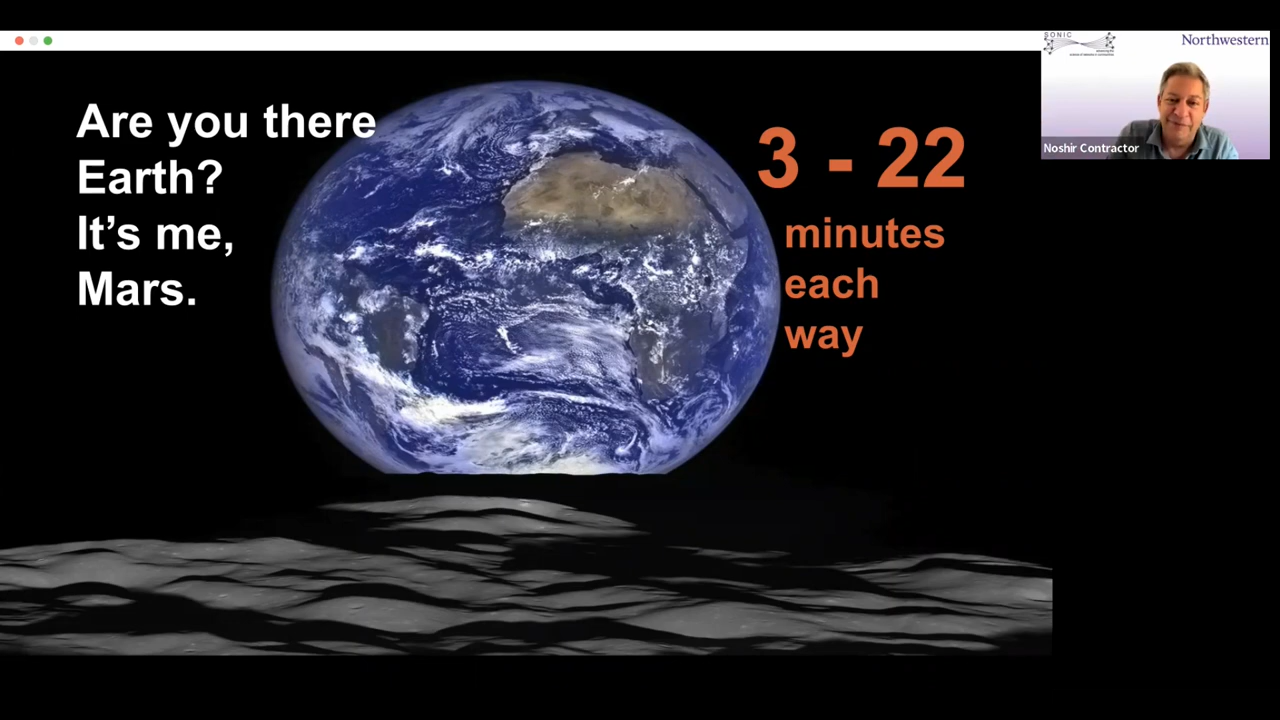 Are you there
Earth?
It's me,
Mars.
3 - 22
minutes
each
way
SONIC
Northwestern
Noshir Contractor